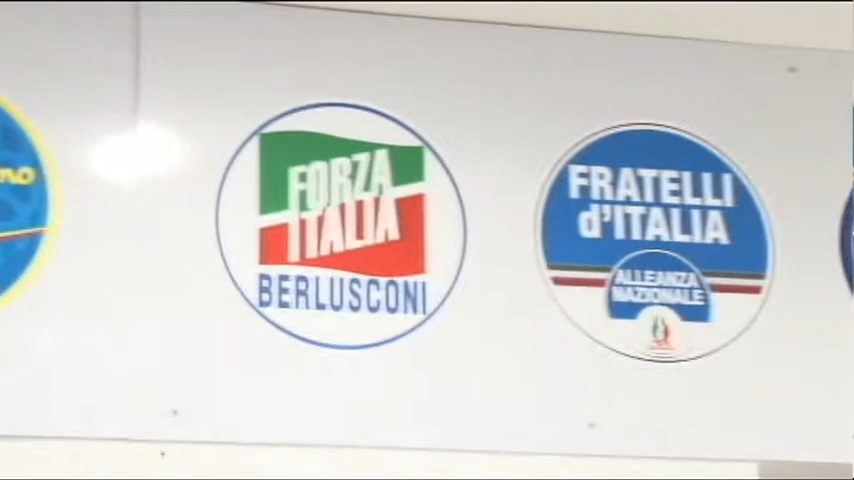 FORZA
ITALIA
BERLUSCONI
FRATELLI
d'ITALIA
ALLEANZA
NAZIONALE